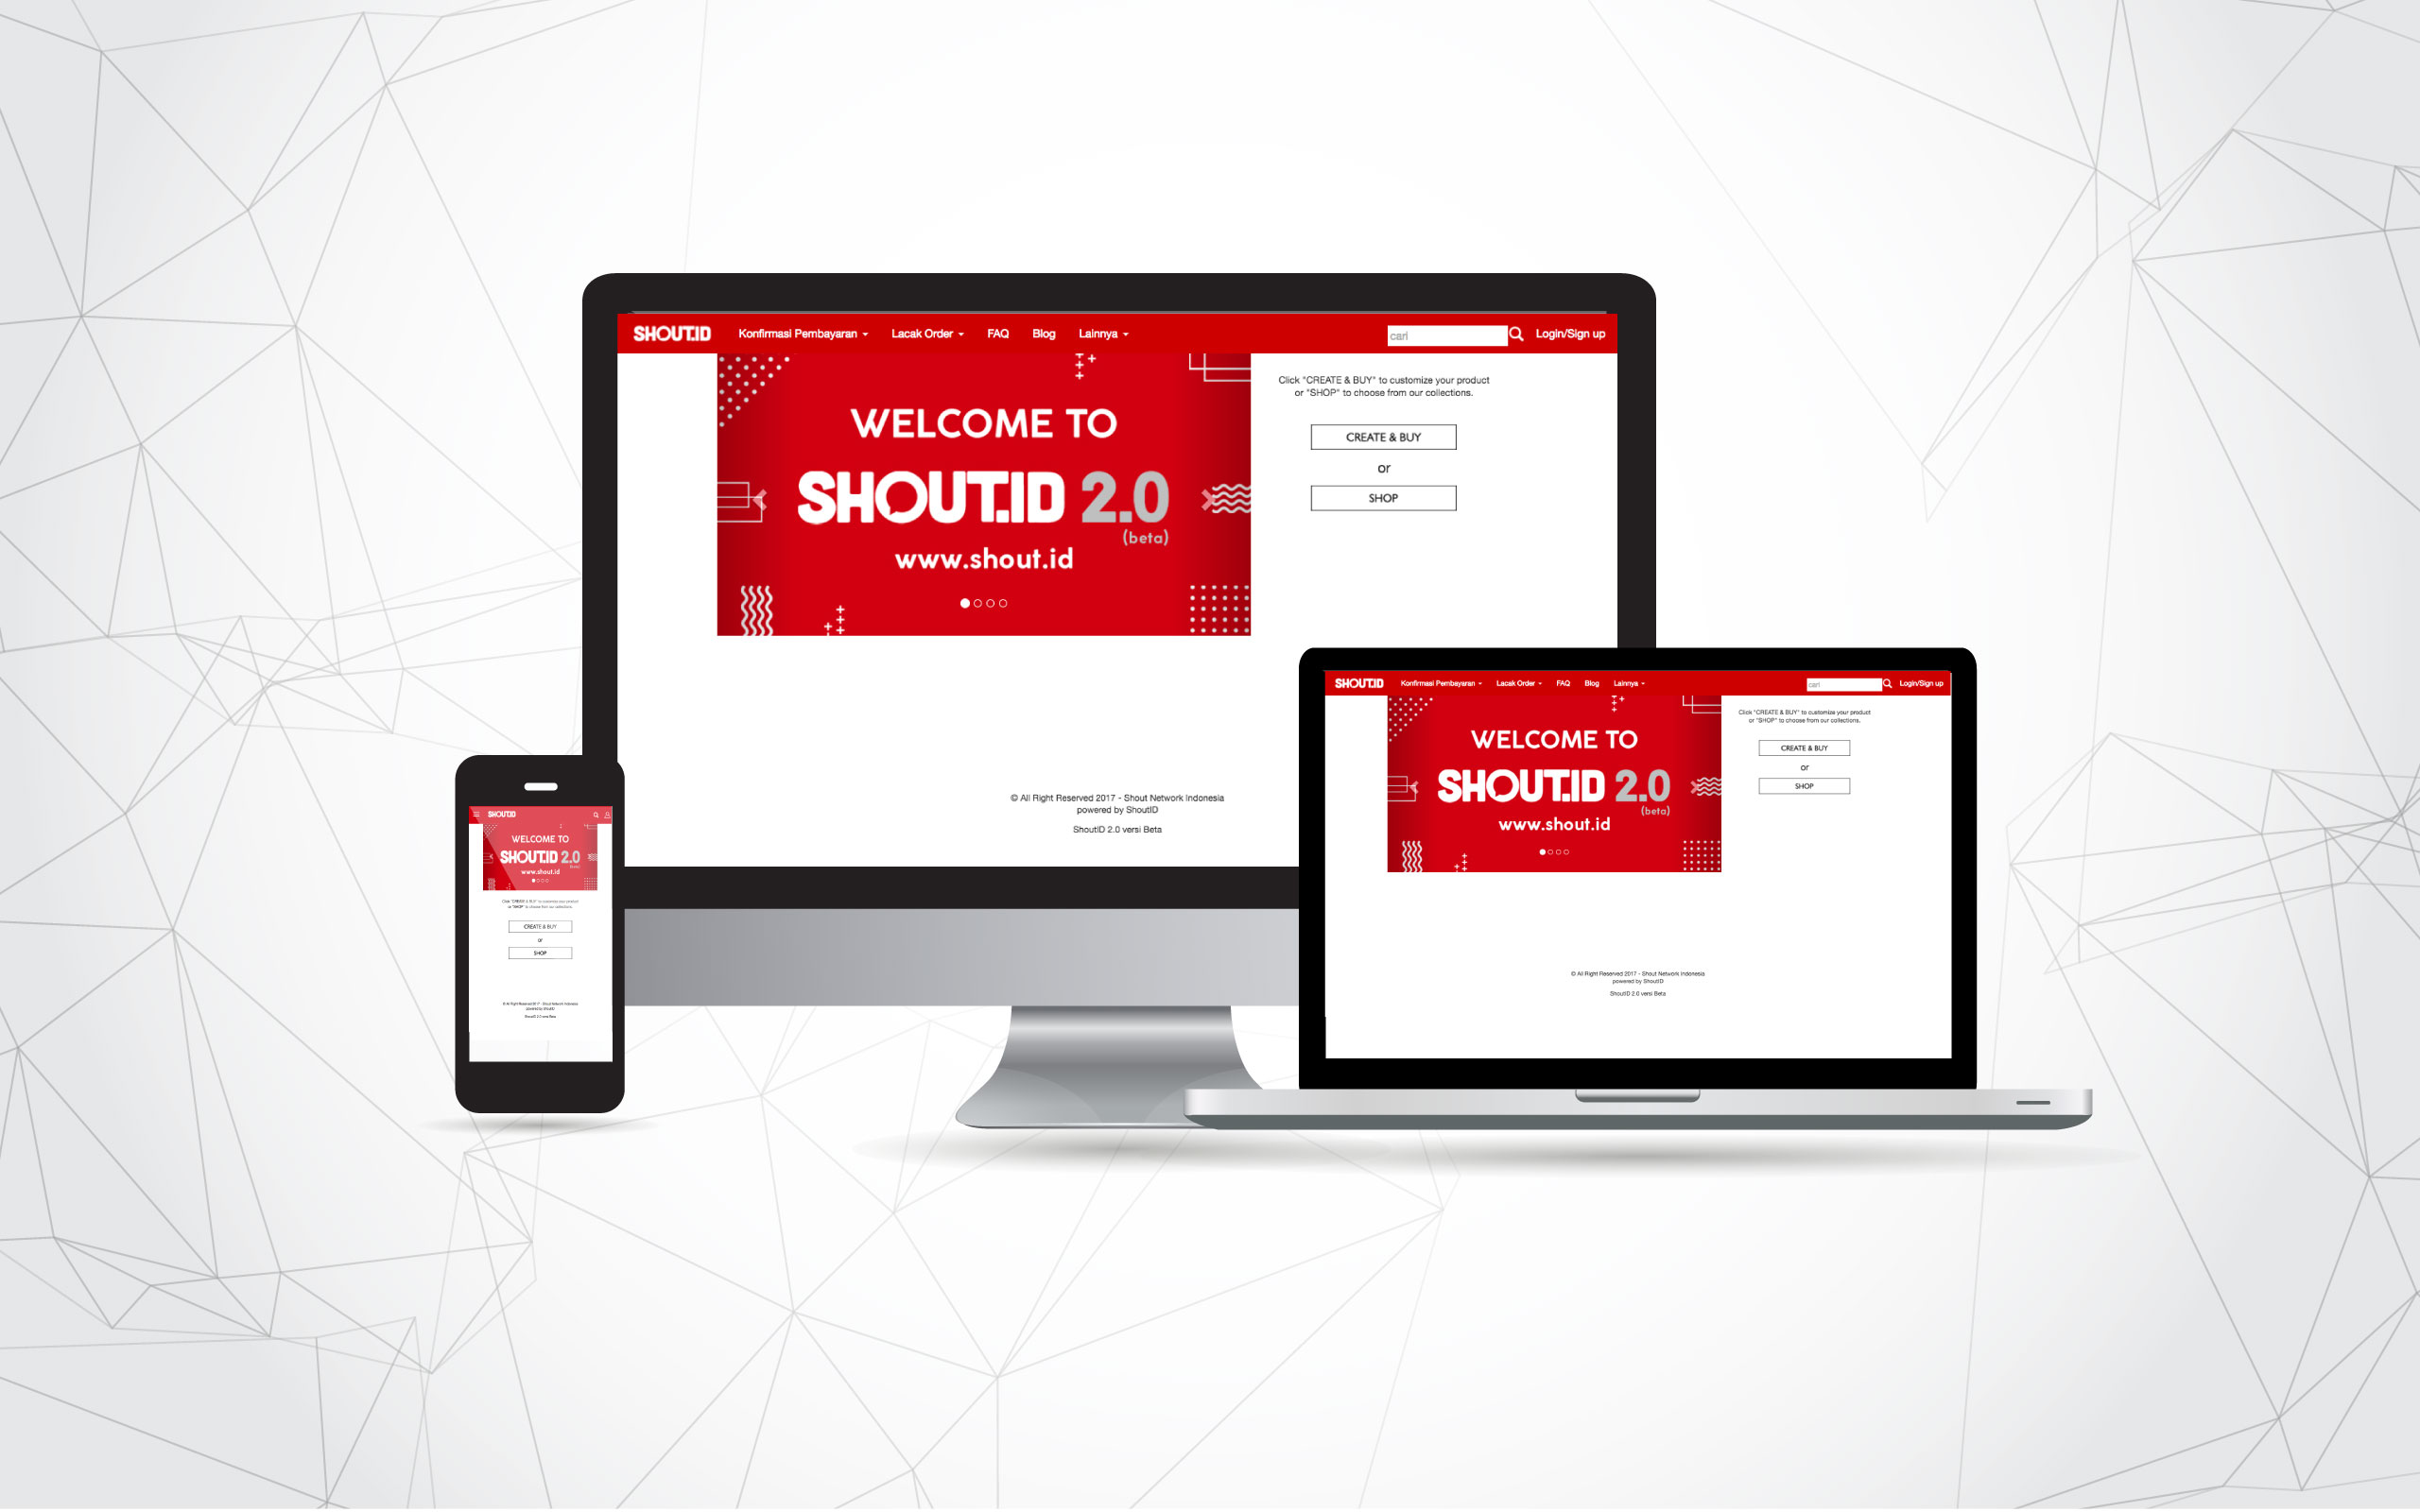 SHOUT.ID Konfirmasi Pembayaran Lacak Order FAQ Blog Lainnya cari Login/Sign up
WELCOME TO
SHOUT.ID 2.0
(beta)
www.shout.id
Click "CREATE & BUY" to customize your product
or "SHOP" to choose from our collections.
CREATE & BUY
or
SHOP
© All Right Reserved 2017 - Shout Network Indonesia
powered by ShoutID
ShoutID 2.0 versi Beta
SHOUT.ID
WELCOME TO
SHOUT.ID 2.0
(beta)
www.shout.id
Click "CREATE & BUY" to customize your product
or "SHOP" to choose from our collections.
CREATE & BUY
or
SHOP
© All Right Reserved 2017 - Shout Network Indonesia
powered by ShoutID
ShoutID 2.0 versi Beta
SHOUT.ID Konfirmasi Pembayaran Lacak Order FAQ Blog Lainnya cari Login/Sign up
WELCOME TO
SHOUT.ID 2.0
(beta)
www.shout.id
Click "CREATE & BUY" to customize your product
or "SHOP" to choose from our collections.
CREATE & BUY
or
SHOP
© All Right Reserved 2017 - Shout Network Indonesia
powered by ShoutID
ShoutID 2.0 versi Beta